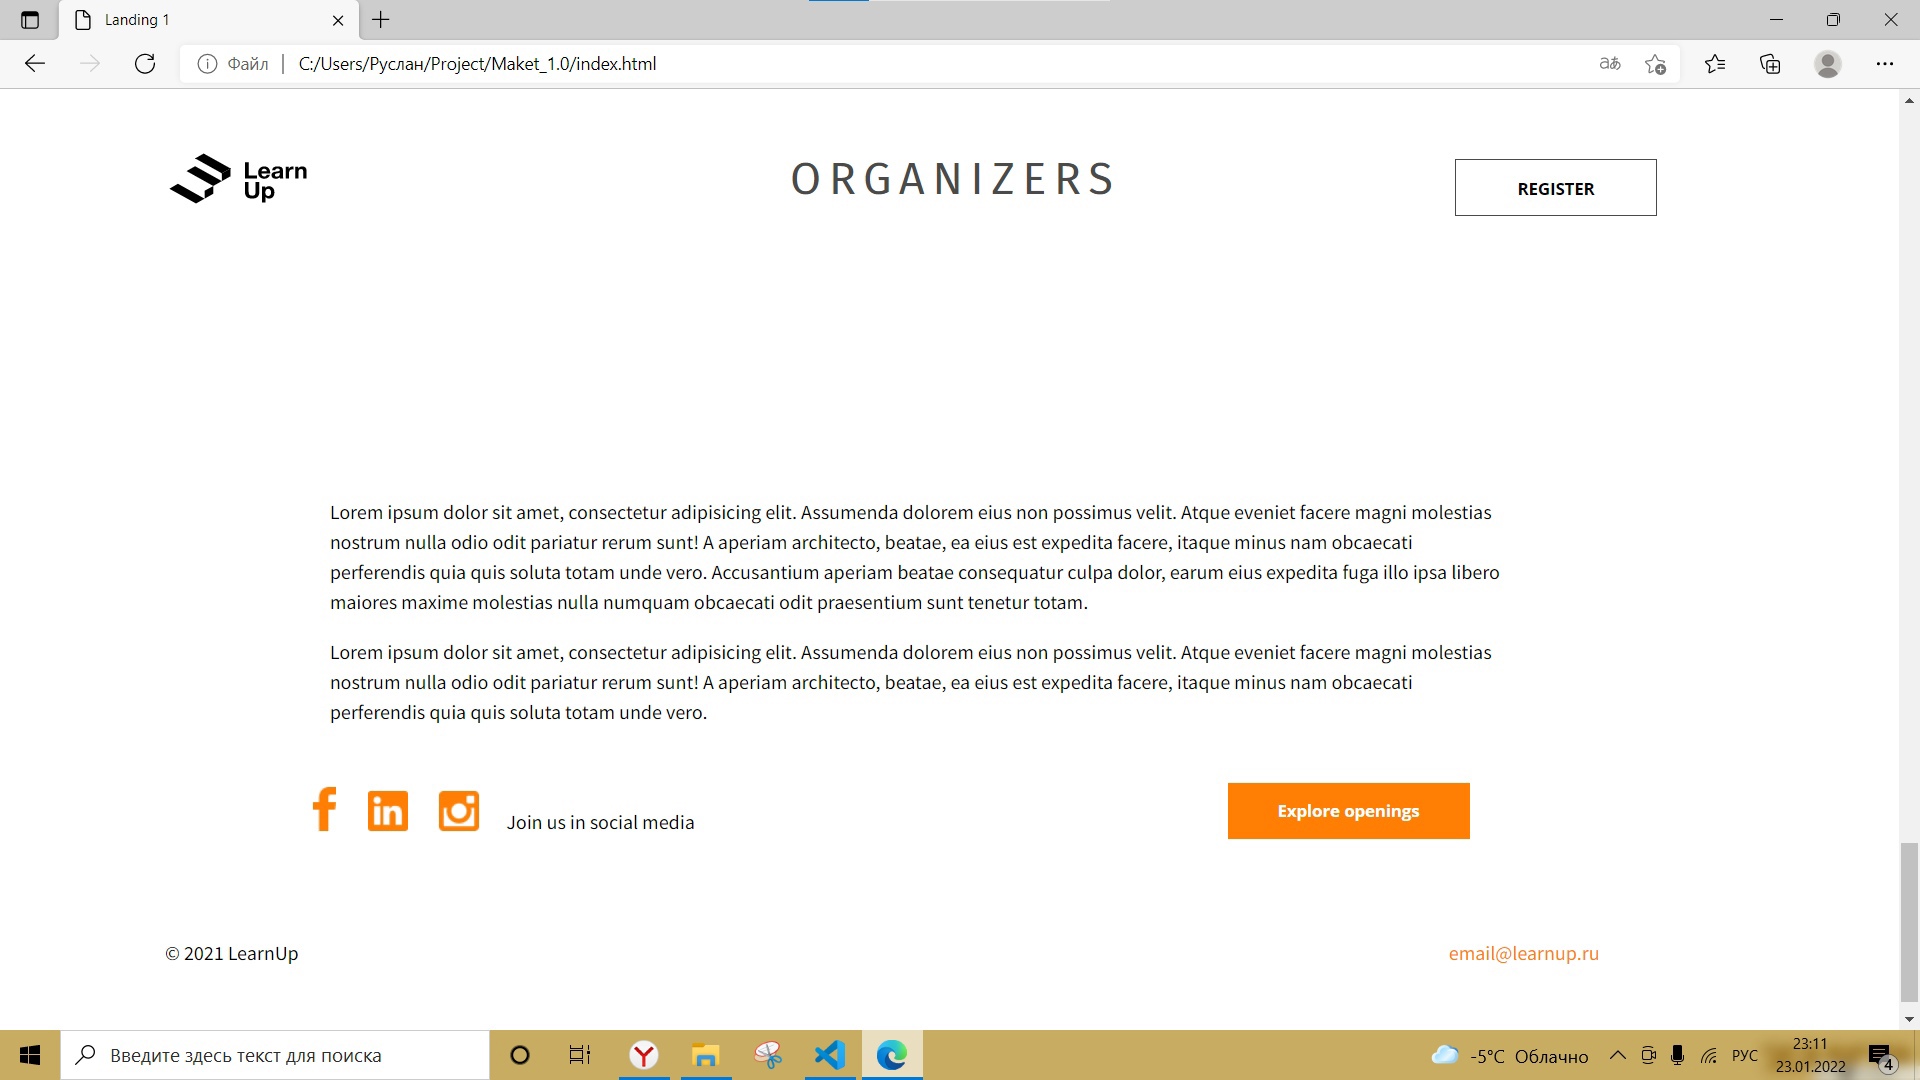 Landing 1
Файл
C:/Users/Руслан/Project/Maket_1.0/index.html
Learn
Up
ORGANIZERS
REGISTER
Lorem ipsum dolor sit amet, consectetur adipisicing elit. Assumenda dolorem eius non possimus velit. Atque eveniet facere magni molestias
nostrum nulla odio odit pariatur rerum sunt! A aperiam architecto, beatae, ea eius est expedita facere, itaque minus nam obcaecati
perferendis quia quis soluta totam unde vero. Accusantium aperiam beatae consequatur culpa dolor, earum eius expedita fuga illo ipsa libero
maiores maxime molestias nulla numquam obcaecati odit praesentium sunt tenetur totam.
Lorem ipsum dolor sit amet, consectetur adipisicing elit. Assumenda dolorem eius non possimus velit. Atque eveniet facere magni molestias
nostrum nulla odio odit pariatur rerum sunt! A aperiam architecto, beatae, ea eius est expedita facere, itaque minus nam obcaecati
perferendis quia quis soluta totam unde vero.
Join us in social media
Explore openings
© 2021 LearnUp
email@learnup.ru
Введите здесь текст для поиска
-5°C Облачно
РУС
23:11
23.01.2022
4